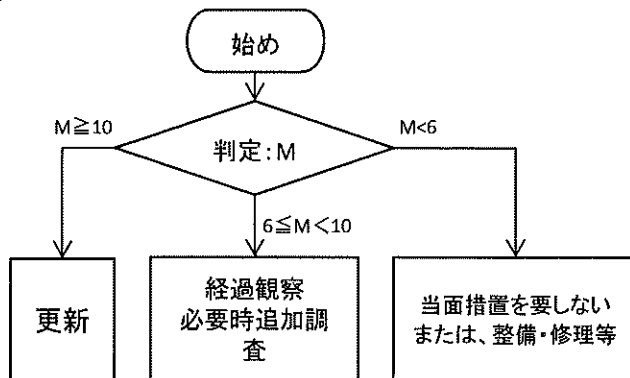 始め
M≧10
判定:M
M<6
6≦M<10
更新
経過観察
必要時追加調
査
当面措置を要しない
または、整備・修理等